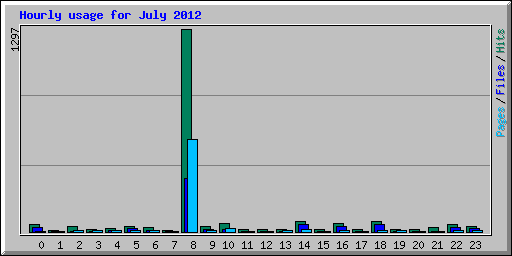 Hourly usage for July 2012
1297
Pages / Files / Hits
0 1 2 3 4 5 6 7 8 9 10 11 12 13 14 15 16 17 18 19 20 21 22 23